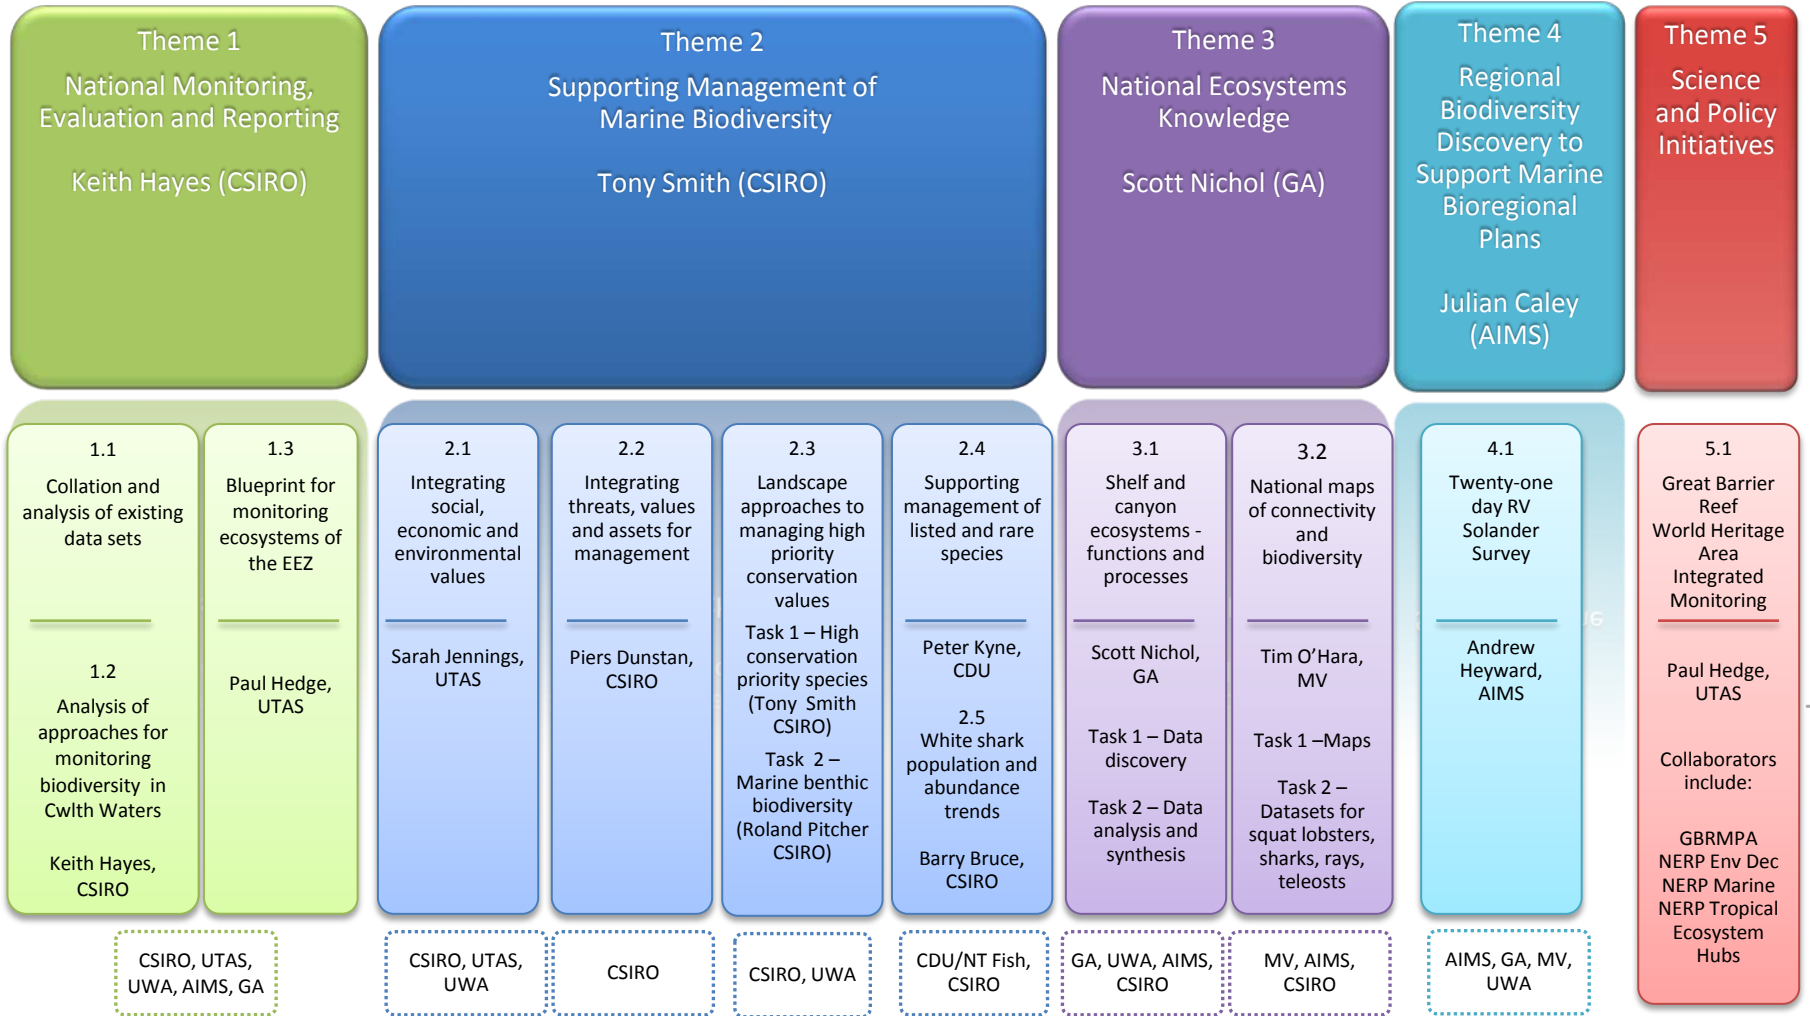 Theme 1
National Monitoring,
Evaluation and Reporting
Keith Hayes (CSIRO)
Theme 2
Supporting Management of
Marine Biodiversity
Tony Smith (CSIRO)
Theme 3
National Ecosystems
Knowledge
Scott Nichol (GA)
Theme 4
Regional
Biodiversity
Discovery to
Support Marine
Bioregional
Plans
Julian Caley
(AIMS)
Theme 5
Science
and Policy
Initiatives
1.1
Collation and
analysis of existing
data sets
1.2
Analysis of
approaches for
monitoring
biodiversity in
Cwlth Waters
Keith Hayes,
CSIRO
1.3
Blueprint for
monitoring
ecosystems of
the EEZ
Paul Hedge,
UTAS
2.1
Integrating
social,
economic and
environmental
values
Sarah Jennings,
UTAS
2.2
Integrating
threats, values
and assets for
management
Piers Dunstan,
CSIRO
2.3
Landscape
approaches to
managing high
priority
conservation
values
Task 1 – High
conservation
priority species
(Tony Smith
CSIRO)
Task 2 –
Marine benthic
biodiversity
(Roland Pitcher
CSIRO)
2.4
Supporting
management of
listed and rare
species
Peter Kyne,
CDU
2.5
White shark
population and
abundance
trends
Barry Bruce,
CSIRO
3.1
Shelf and
canyon
ecosystems -
functions and
processes
Scott Nichol,
GA
Task 1 – Data
discovery
Task 2 – Data
analysis and
synthesis
3.2
National maps
of connectivity
and
biodiversity
Tim O’Hara,
MV
Task 1 –Maps
Task 2 –
Datasets for
squat lobsters,
sharks, rays,
teleosts
4.1
Twenty-one
day RV
Solander
Survey
Andrew
Heyward,
AIMS
5.1
Great Barrier
Reef
World Heritage
Area
Integrated
Monitoring
Paul Hedge,
UTAS
Collaborators
include:
GBRMPA
NERP Env Dec
NERP Marine
NERP Tropical
Ecosystem
Hubs
CSIRO, UTAS,
UWA, AIMS, GA
CSIRO, UTAS,
UWA
CSIRO
CSIRO, UWA
CDU/NT Fish,
CSIRO
GA, UWA, AIMS,
CSIRO
MV, AIMS,
CSIRO
AIMS, GA, MV,
UWA